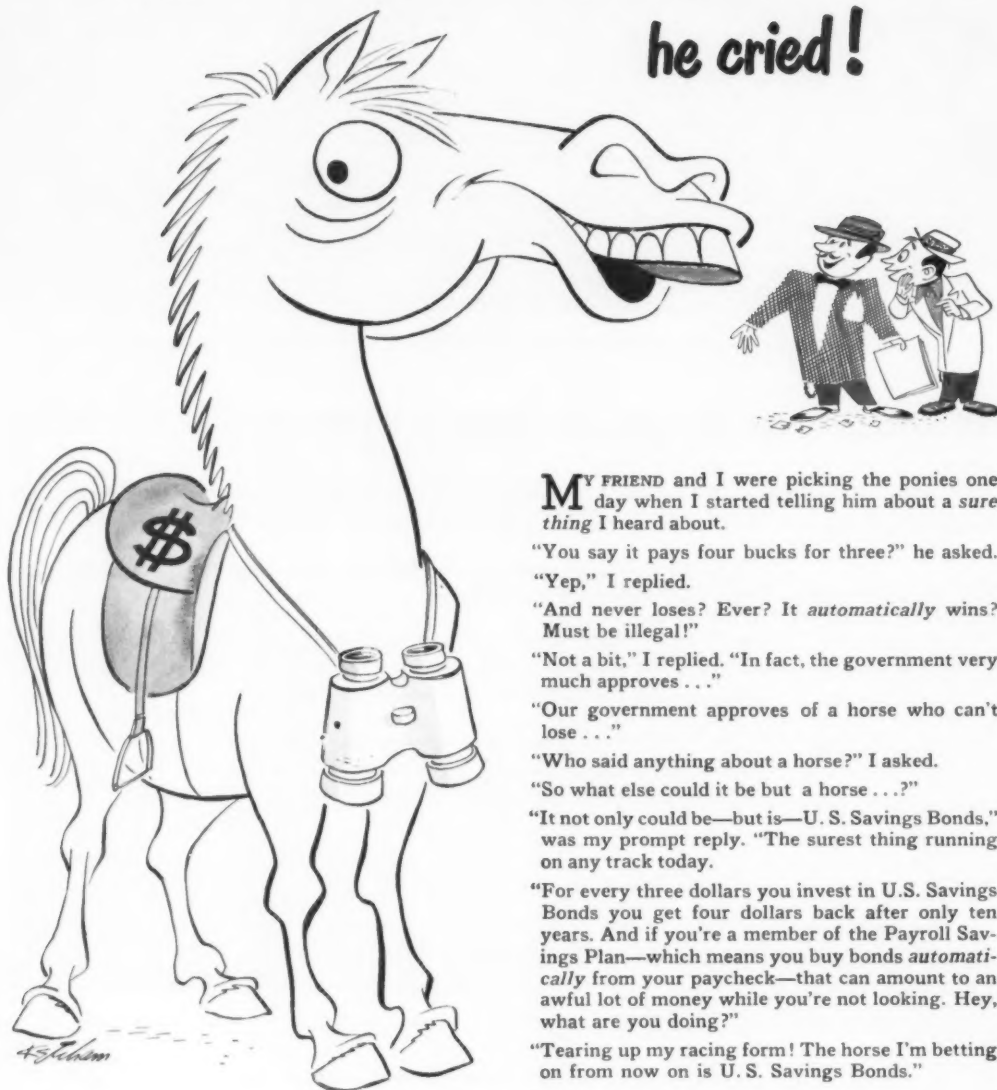 he cried!
$
MY FRIEND and I were picking the ponies one
day when I started telling him about a sure
thing I heard about.
“You say it pays four bucks for three?” he asked.
“Yep,” I replied.
“And never loses? Ever? It automatically wins?
Must be illegal!”
“Not a bit,” I replied. “In fact, the government very
much approves . . .”
“Our government approves of a horse who can't
lose . . .”
“Who said anything about a horse?” I asked.
“So what else could it be but a horse . . .?”
“It not only could be—but is—U. S. Savings Bonds,”
was my prompt reply. “The surest thing running
on any track today.
“For every three dollars you invest in U.S. Savings
Bonds you get four dollars back after only ten
years. And if you're a member of the Payroll Sav-
ings Plan—which means you buy bonds automati-
cally from your paycheck—that can amount to an
awful lot of money while you're not looking. Hey,
what are you doing?”
“Tearing up my racing form! The horse I'm betting
on from now on is U. S. Savings Bonds.”